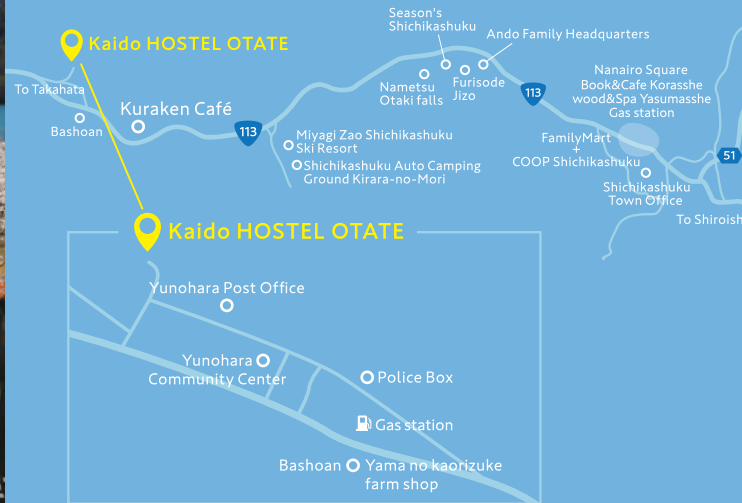 Season's
Shichikashuku
Ando Family Headquarters
Kaido HOSTEL OTATE
Nametsu
Otaki falls
Furisode
Jizo
Nanairo Square
Book&Cafe Korasshe
wood&Spa Yasumasshe
Gas station
To Takahata
113
Kuraken Café
Bashoan
113
Miyagi Zao Shichikashuku
Ski Resort
FamilyMart
+
COOP Shichikashuku
51
Shichikashuku Auto Camping
Ground Kirara-no-Mori
Shichikashuku
Town Office
To Shiroish
Kaido HOSTEL OTATE
Yunohara Post Office
Yunohara
Community Center
Police Box
Gas station
Bashoan
Yama no kaorizuke
farm shop